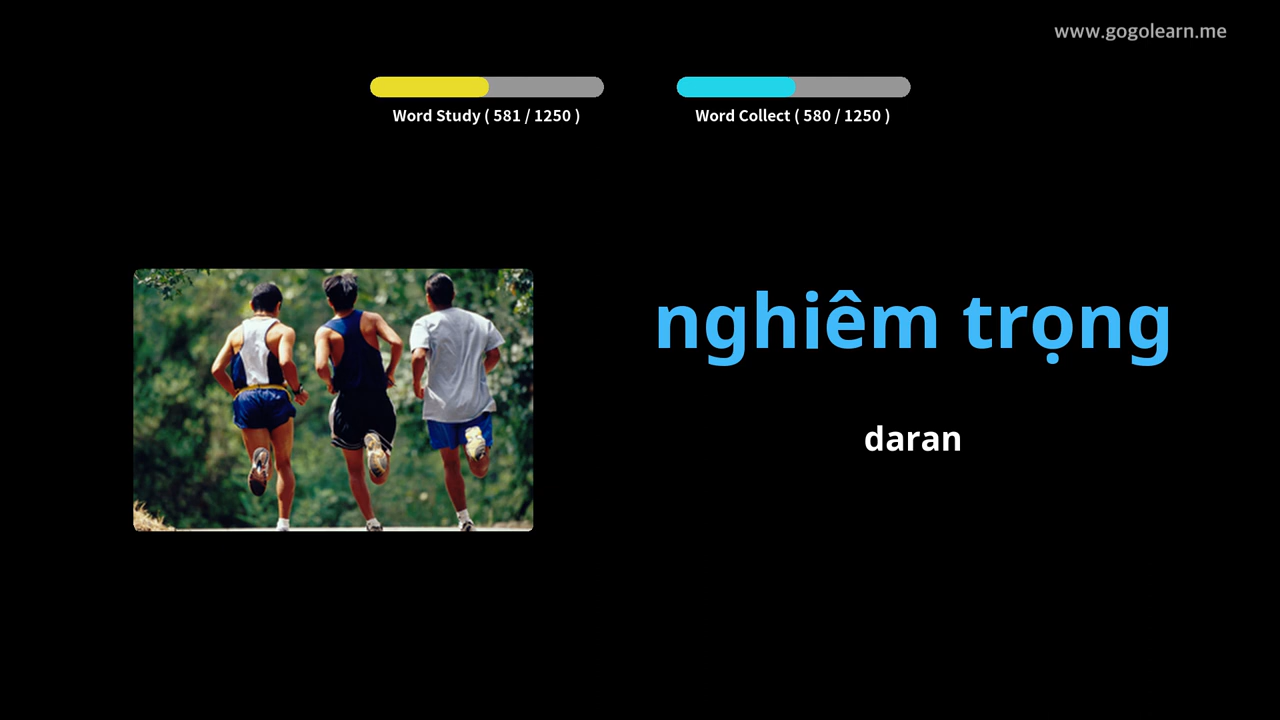 www.gogolearn.me
Word Study ( 581 / 1250 )
Word Collect ( 580 / 1250 )
nghiêm trọng
daran